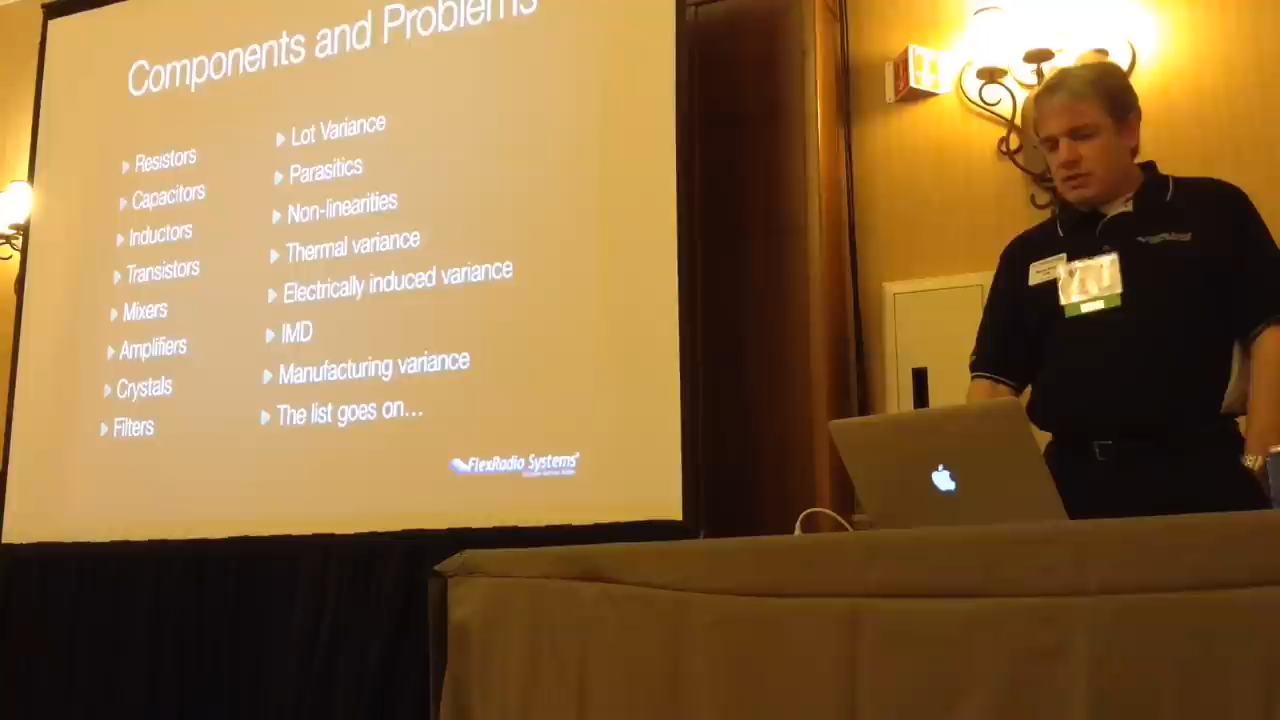 Components and Problems
Resistors
Capacitors
Inductors
Transistors
Mixers
Amplifiers
Crystals
Filters
Lot Variance
Parasitics
Non-linearities
Thermal variance
Electrically induced variance
IMD
Manufacturing variance
The list goes on...
FlexRadio Systems